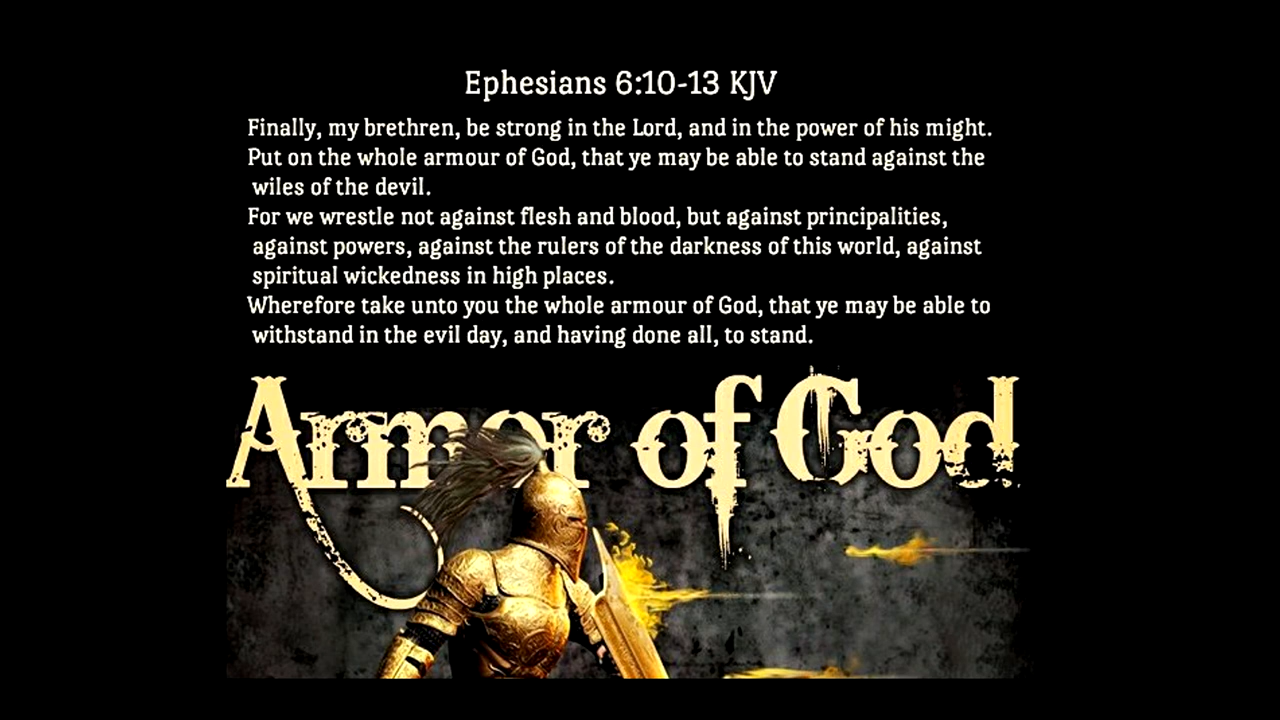 Ephesians 6:10-13 KJV
Finally, my brethren, be strong in the Lord, and in the power of his might.
Put on the whole armour of God, that ye may be able to stand against the
wiles of the devil.
For we wrestle not against flesh and blood, but against principalities,
against powers, against the rulers of the darkness of this world, against
spiritual wickedness in high places.
Wherefore take unto you the whole armour of God, that ye may be able to
withstand in the evil day, and having done all, to stand.
Armor of God